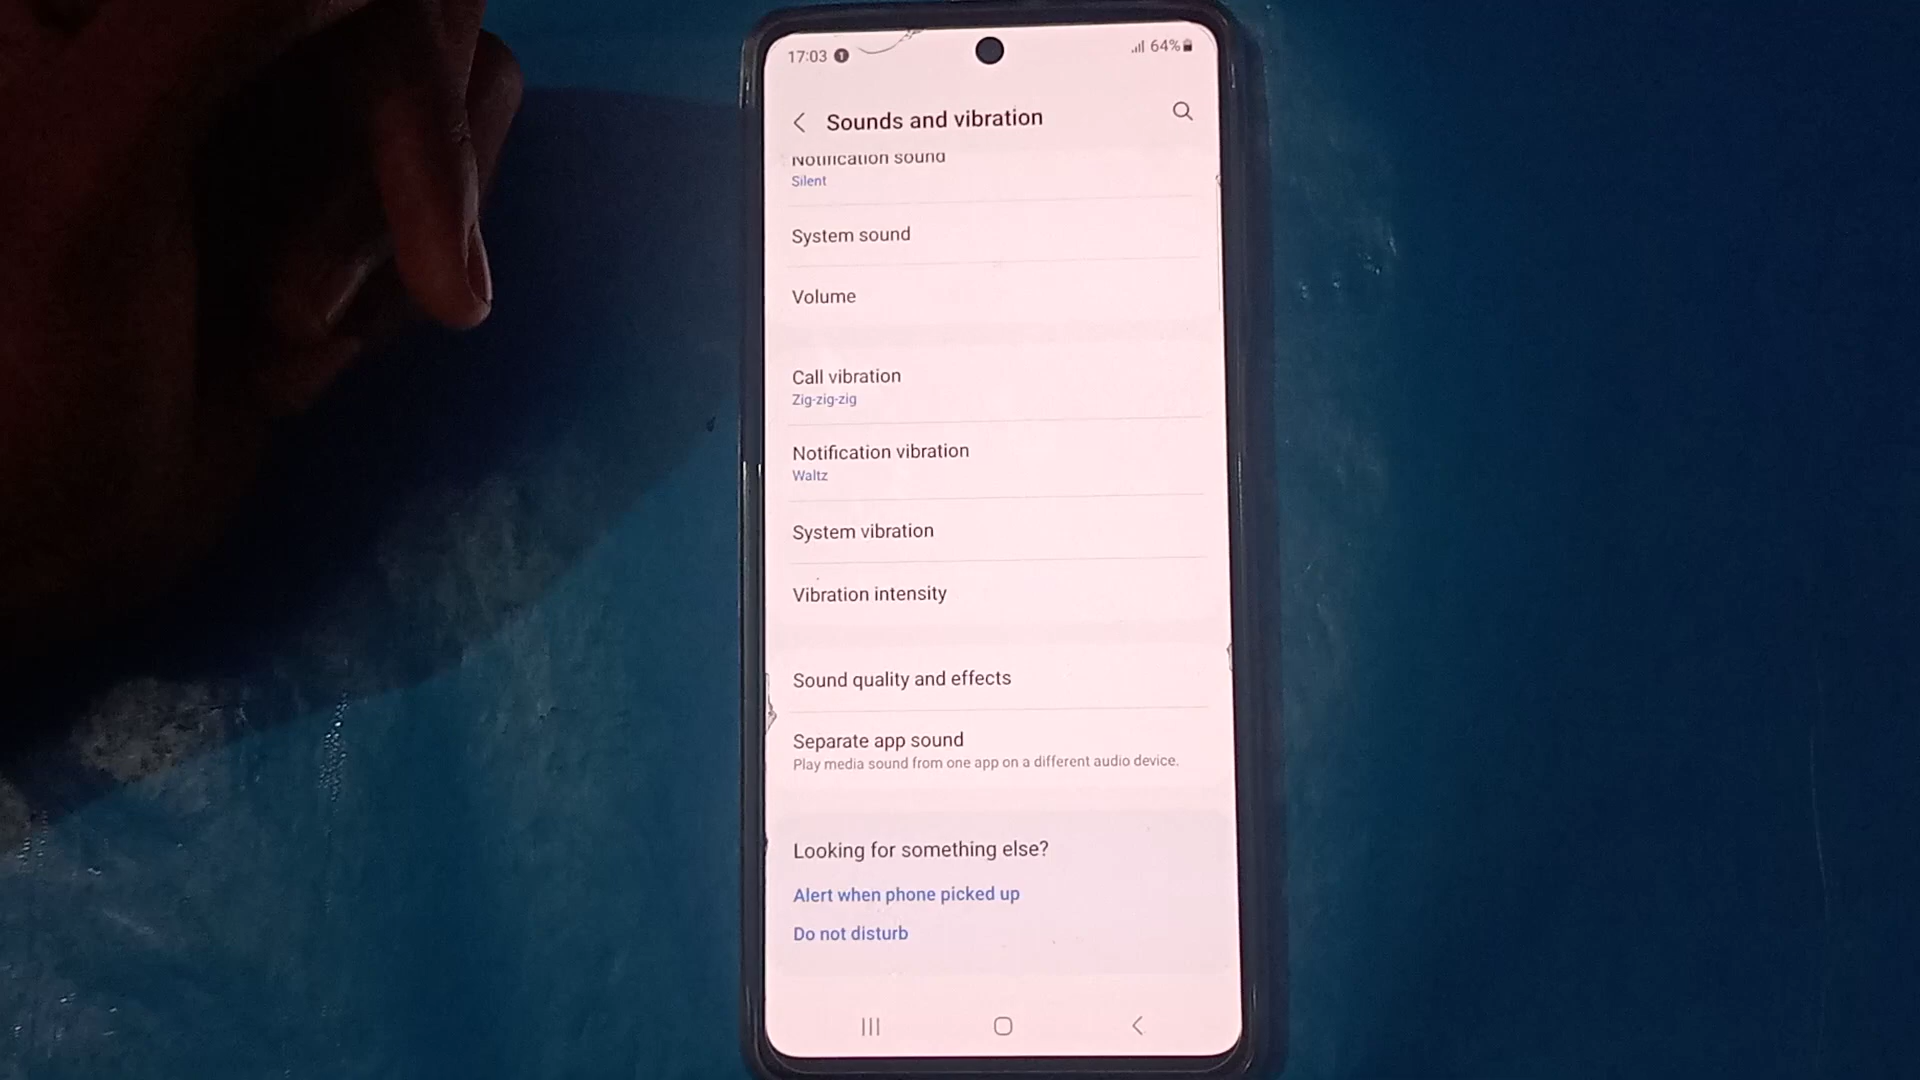 17:03
64%
Sounds and vibration
Notification sound
Silent
System sound
Volume
Call vibration
Zig-zig-zig
Notification vibration
Waltz
System vibration
Vibration intensity
Sound quality and effects
Separate app sound
Play media sound from one app on a different audio device.
Looking for something else?
Alert when phone picked up
Do not disturb